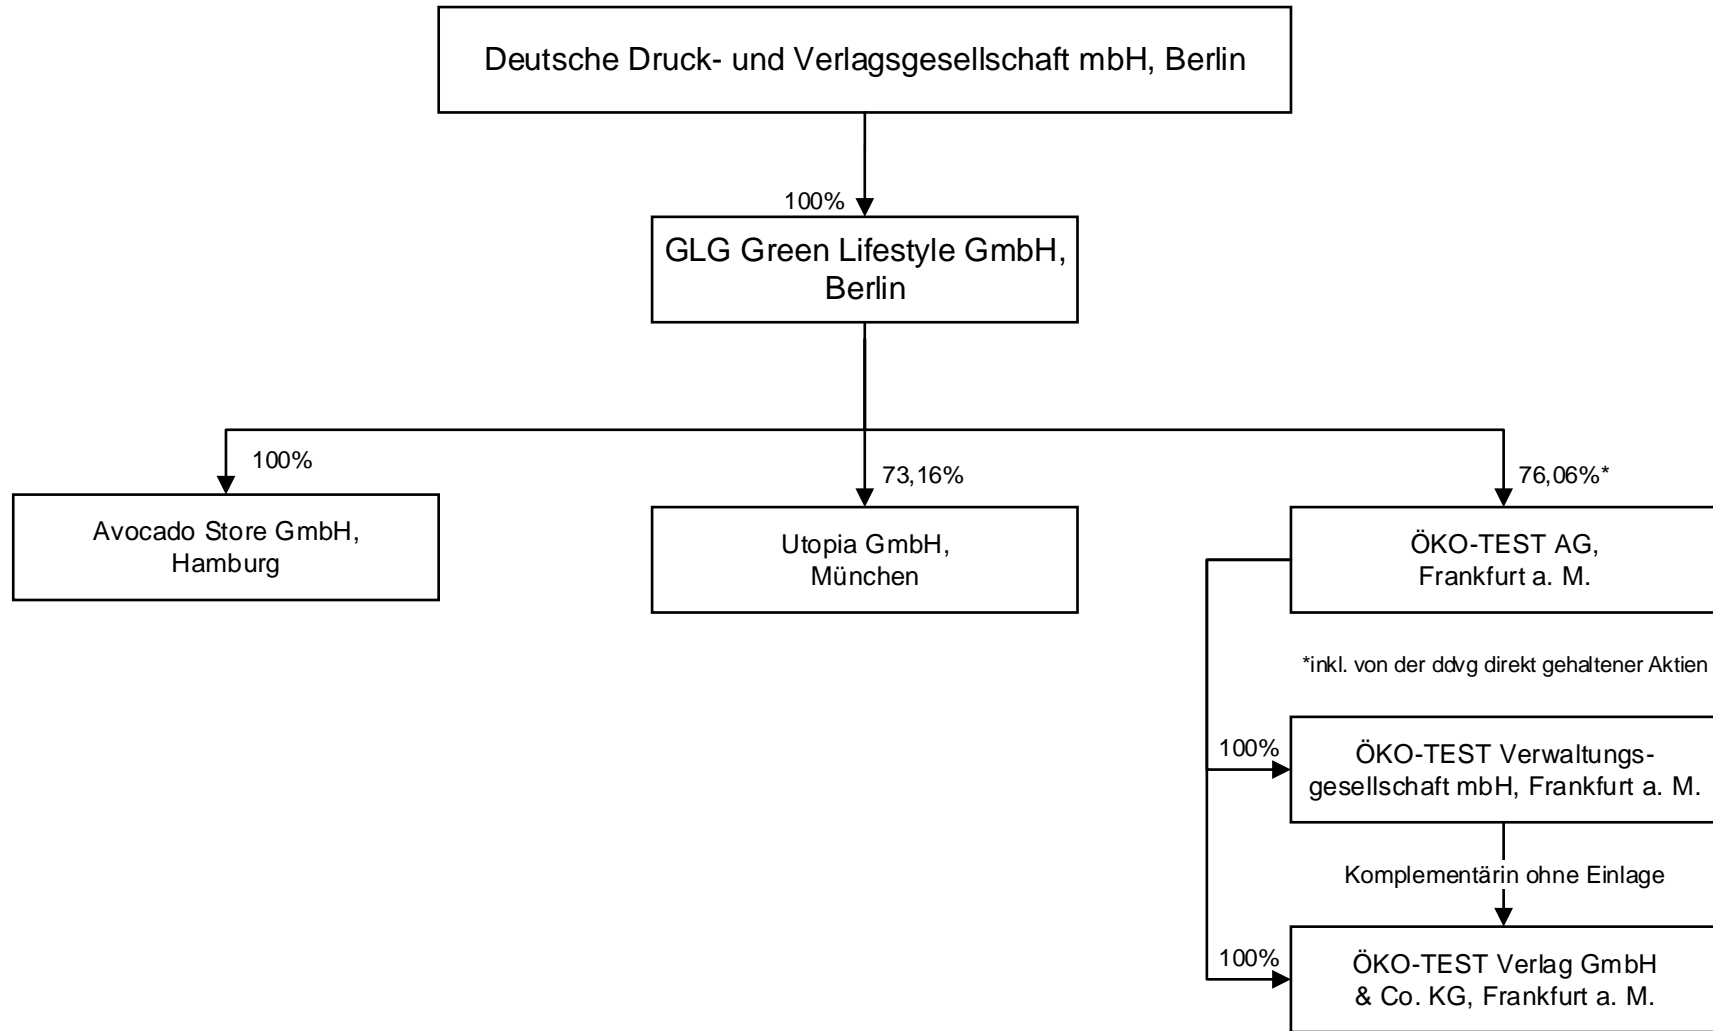 Deutsche Druck- und Verlagsgesellschaft mbH, Berlin
100%
GLG Green Lifestyle GmbH,
Berlin
100%
73,16%
76,06%*
Avocado Store GmbH,
Hamburg
Utopia GmbH,
München
ÖKO-TEST AG,
Frankfurt a. M.
*inkl. von der ddvg direkt gehaltener Aktien
100%
ÖKO-TEST Verwaltungs-
gesellschaft mbH, Frankfurt a. M.
Komplementärin ohne Einlage
100%
ÖKO-TEST Verlag GmbH
& Co. KG, Frankfurt a. M.